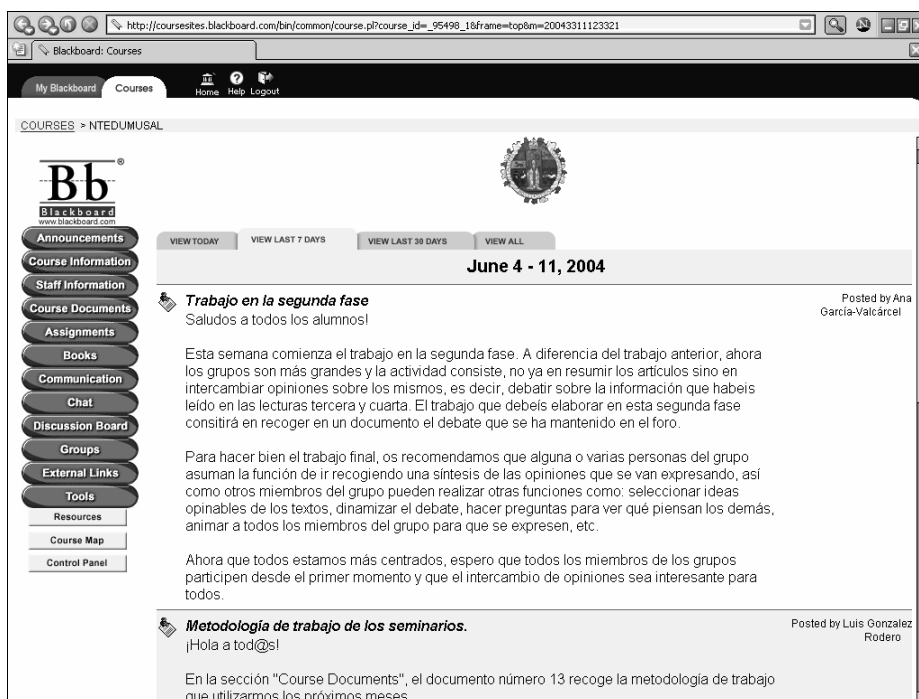 http://coursesites.blackboard.com/bin/common/course.pl?course_id=_95498_1&frame=top&m=20043311123321
Blackboard: Courses
My Blackboard Courses Home Help Logout
COURSES > NTEDUMUSAL
Bb®
Blackboard
www.blackboard.com
Announcements
Course Information
Staff Information
Course Documents
Assignments
Books
Communication
Chat
Discussion Board
Groups
External Links
Tools
Resources
Course Map
Control Panel
VIEW TODAY VIEW LAST 7 DAYS VIEW LAST 30 DAYS VIEW ALL
June 4 - 11, 2004
Trabajo en la segunda fase
Posted by Ana
García-Valcárcel
Saludos a todos los alumnos!
Esta semana comienza el trabajo en la segunda fase. A diferencia del trabajo anterior, ahora
los grupos son más grandes y la actividad consiste, no ya en resumir los artículos sino en
intercambiar opiniones sobre los mismos, es decir, debatir sobre la información que habeis
leído en las lecturas tercera y cuarta. El trabajo que debeís elaborar en esta segunda fase
consitirá en recoger en un documento el debate que se ha mantenido en el foro.
Para hacer bien el trabajo final, os recomendamos que alguna o varias personas del grupo
asuman la función de ir recogiendo una síntesis de las opiniones que se van expresando, así
como otros miembros del grupo pueden realizar otras funciones como: seleccionar ideas
opinables de los textos, dinamizar el debate, hacer preguntas para ver qué piensan los demás,
animar a todos los miembros del grupo para que se expresen, etc.
Ahora que todos estamos más centrados, espero que todos los miembros de los grupos
participen desde el primer momento y que el intercambio de opiniones sea interesante para
todos.
Metodología de trabajo de los seminarios.
Posted by Luis Gonzalez
Rodero
¡Hola a tod@s!
En la sección "Course Documents", el documento número 13 recoge la metodología de trabajo
que utilizarmos los próximos meses.